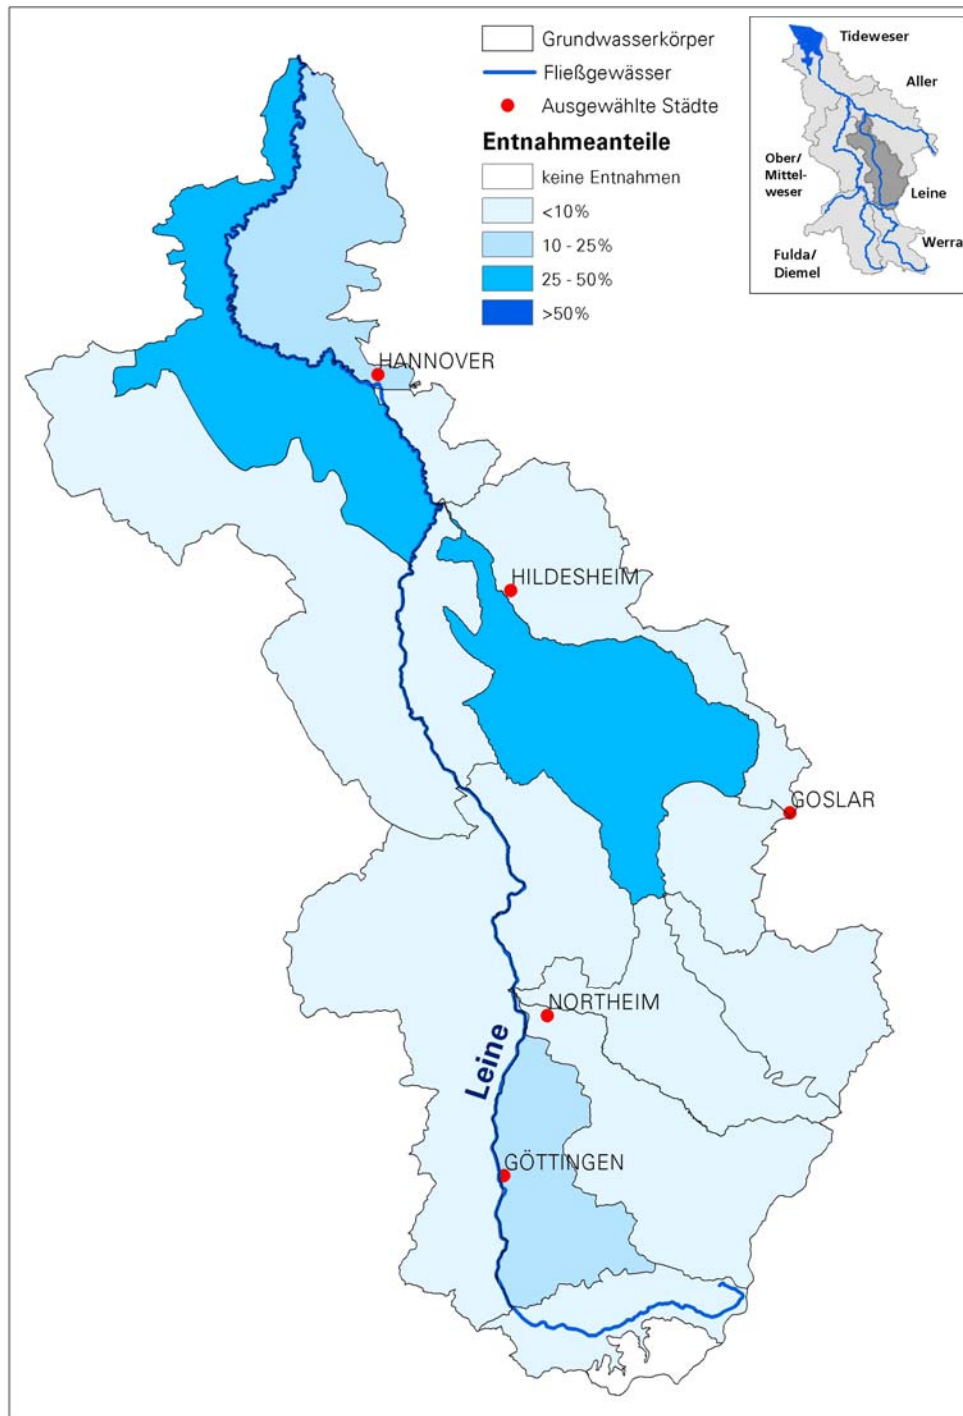 Grundwasserkörper
Fließgewässer
Ausgewählte Städte
Entnahmeanteile
keine Entnahmen
<10%
10 - 25%
25 - 50%
>50%
Tideweser
Aller
Ober/
Mittel-
weser
Leine
Werra
Fulda/
Diemel
HANNOVER
HILDESHEIM
GOSLAR
NORTHEIM
Leine
GÖTTINGEN